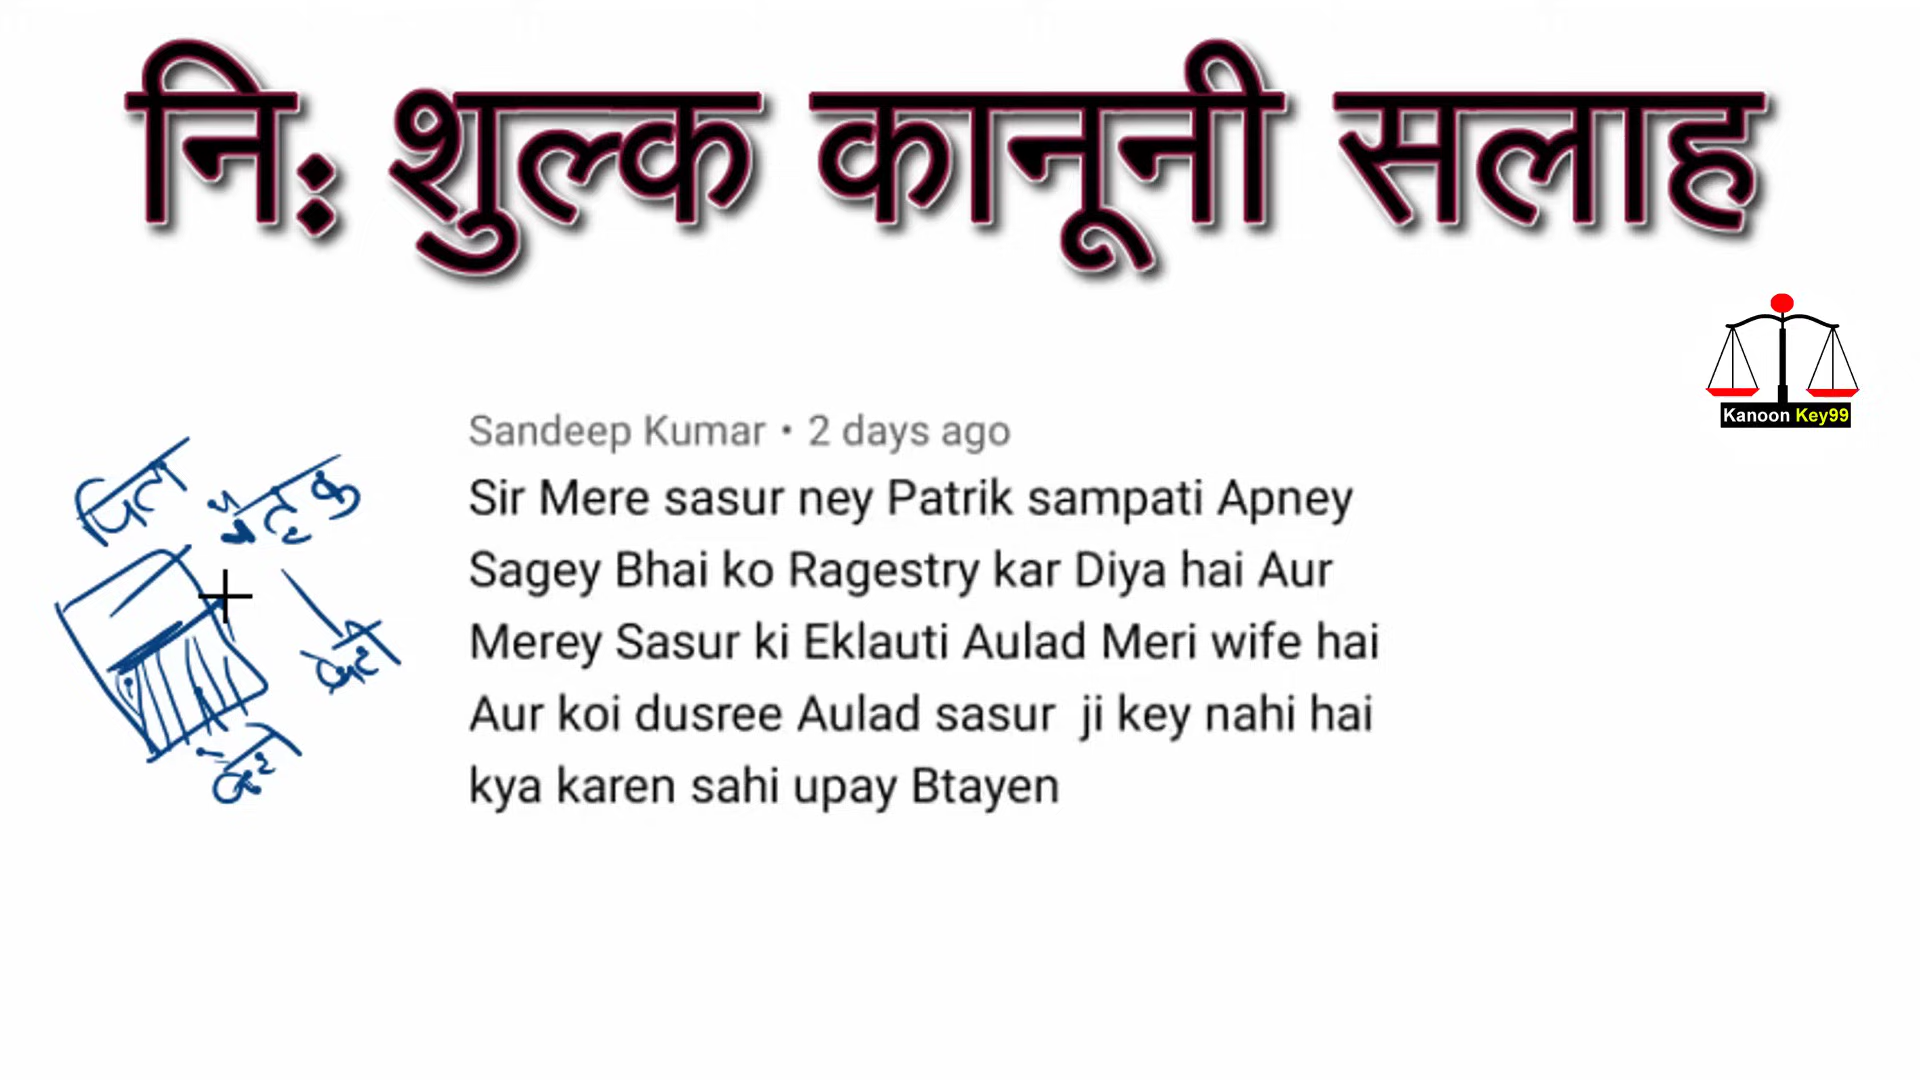 नि: शुल्क कानूनी सलाह
Kanoon Key99
Sandeep Kumar • 2 days ago
Sir Mere sasur ney Patrik sampati Apney
Sagey Bhai ko Ragestry kar Diya hai Aur
Merey Sasur ki Eklauti Aulad Meri wife hai
Aur koi dusree Aulad sasur ji key nahi hai
kya karen sahi upay Btayen
पिता